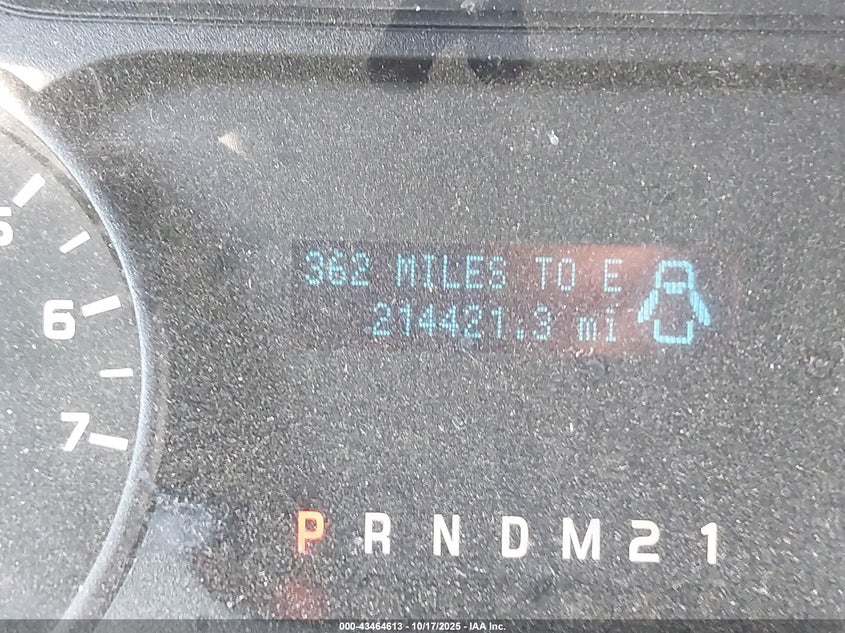 5
6
7
362 MILES TO E
214421.3 mi
P R N D M 2 1
000-43464613 | 10/17/2025 - IAA Inc.